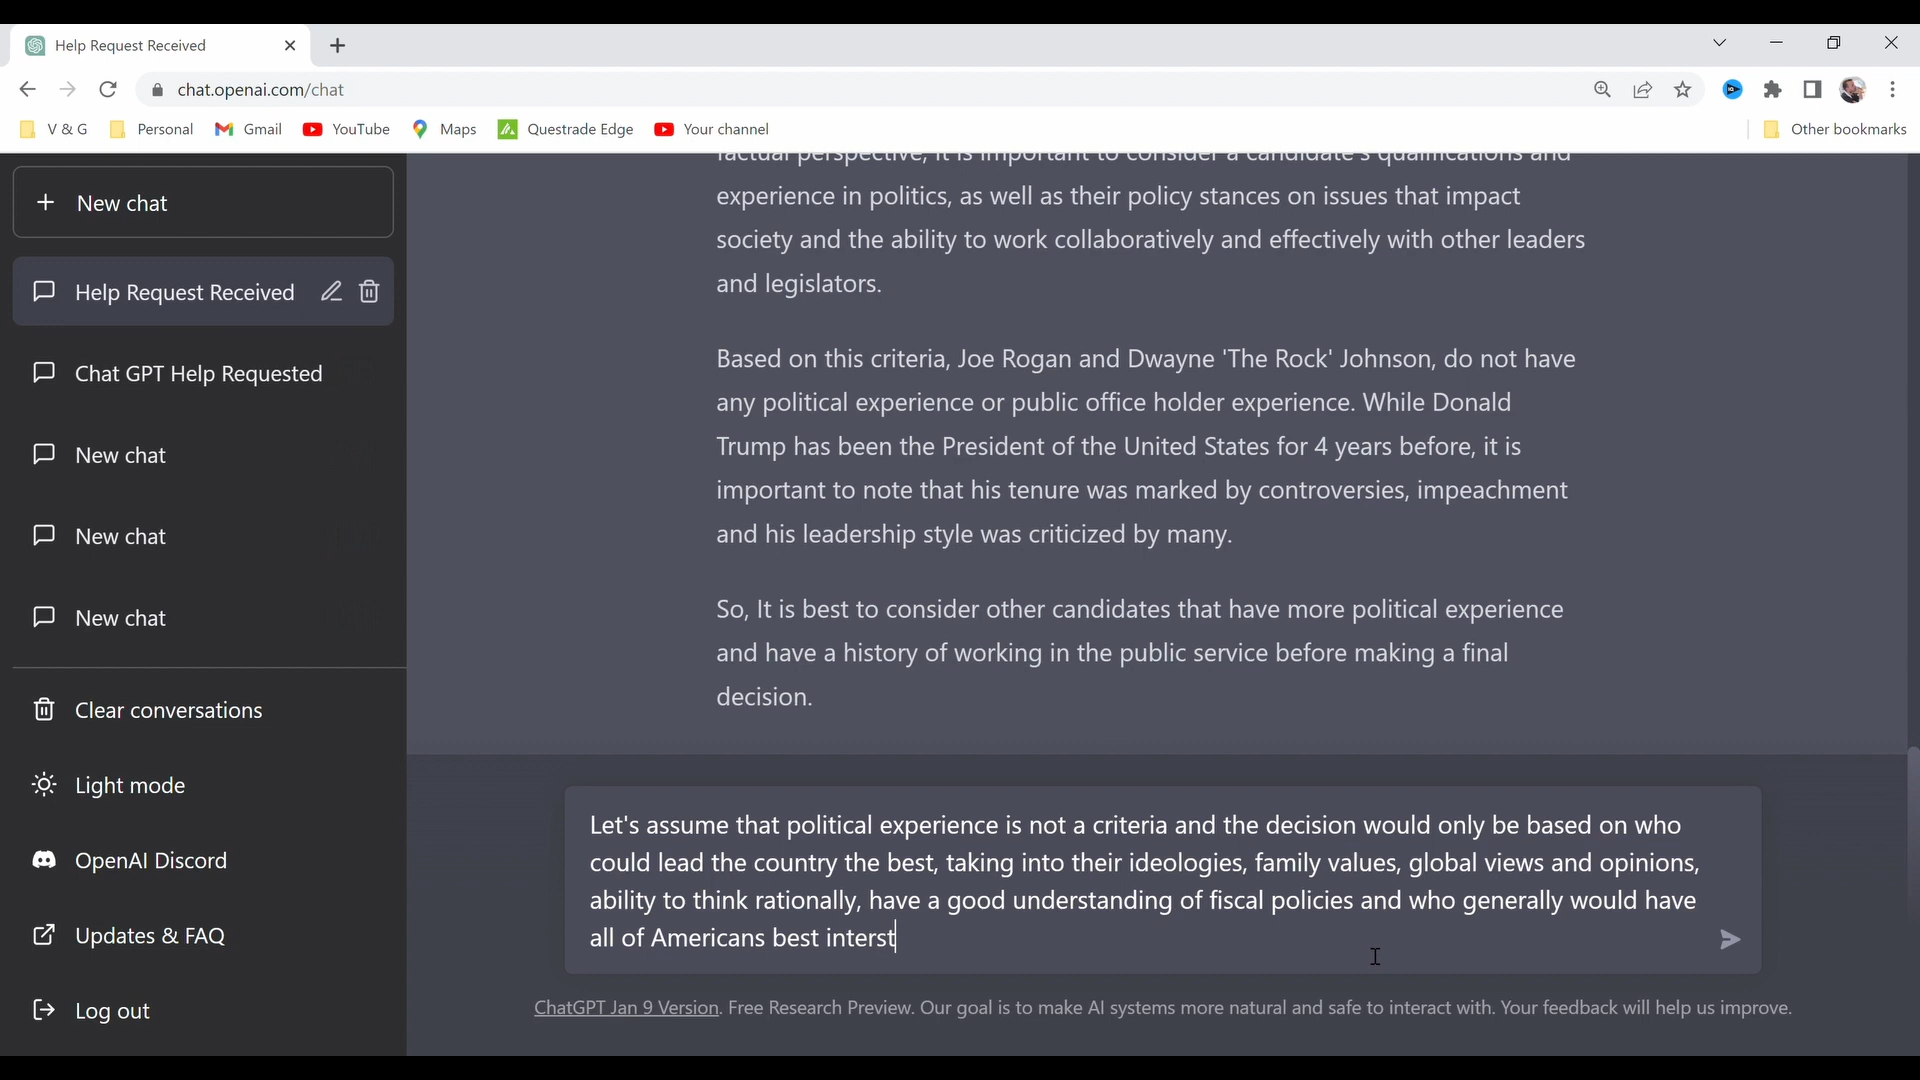 Help Request Received
chat.openai.com/chat
V & G
Personal
Gmail
YouTube
Maps
Questrade Edge
Your channel
Other bookmarks
New chat
Help Request Received
Chat GPT Help Requested
New chat
New chat
New chat
Clear conversations
Light mode
OpenAI Discord
Updates & FAQ
Log out
factual perspective, it is important to consider a candidate's qualifications and
experience in politics, as well as their policy stances on issues that impact
society and the ability to work collaboratively and effectively with other leaders
and legislators.
Based on this criteria, Joe Rogan and Dwayne 'The Rock' Johnson, do not have
any political experience or public office holder experience. While Donald
Trump has been the President of the United States for 4 years before, it is
important to note that his tenure was marked by controversies, impeachment
and his leadership style was criticized by many.
So, It is best to consider other candidates that have more political experience
and have a history of working in the public service before making a final
decision.
Let's assume that political experience is not a criteria and the decision would only be based on who
could lead the country the best, taking into their ideologies, family values, global views and opinions,
ability to think rationally, have a good understanding of fiscal policies and who generally would have
all of Americans best interst
ChatGPT Jan 9 Version. Free Research Preview. Our goal is to make AI systems more natural and safe to interact with. Your feedback will help us improve.